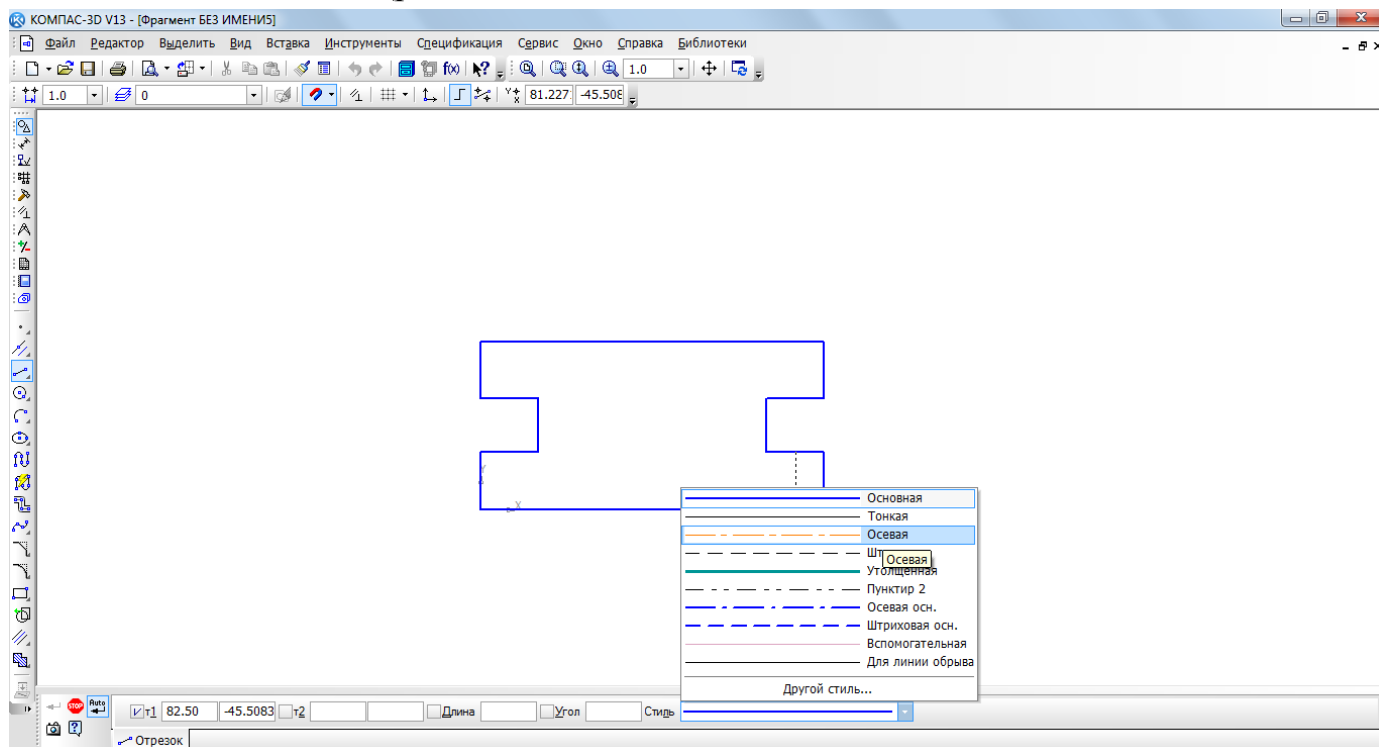 КОМПАС-3D V13 - [Фрагмент БЕЗ ИМЕНИ5]
Файл Редактор Выделить Вид Вставка Инструменты Спецификация Сервис Окно Справка Библиотеки
1.0
1.0 0 81.227 -45.508
Y
X
Основная
Тонкая
Осевая
Осевая
Утолщенная
Пунктир 2
Осевая осн.
Штриховая осн.
Вспомогательная
Для линии обрыва
Другой стиль...
Auto т1 82.50 -45.5083 т2 Длина Угол Стиль
Отрезок